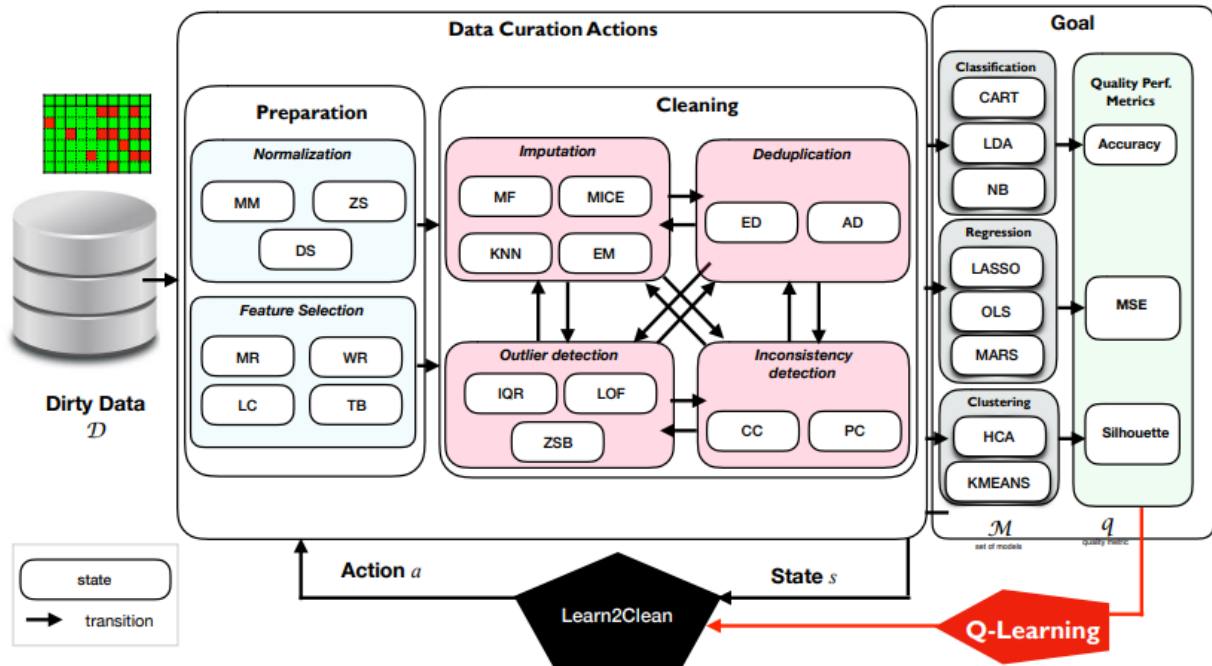 Data Curation Actions
Goal
Preparation
Cleaning
Normalization
MM
ZS
DS
Feature Selection
MR
WR
LC
TB
Imputation
MF
MICE
KNN
EM
Deduplication
ED
AD
Outlier detection
IQR
LOF
ZSB
Inconsistency
detection
CC
PC
Classification
CART
LDA
NB
Regression
LASSO
OLS
MARS
Clustering
HCA
KMEANS
Quality Perf.
Metrics
Accuracy
MSE
Silhouette
M
set of models
q
quality metric
Dirty Data
D
state
transition
Action a
State s
Learn2Clean
Q-Learning